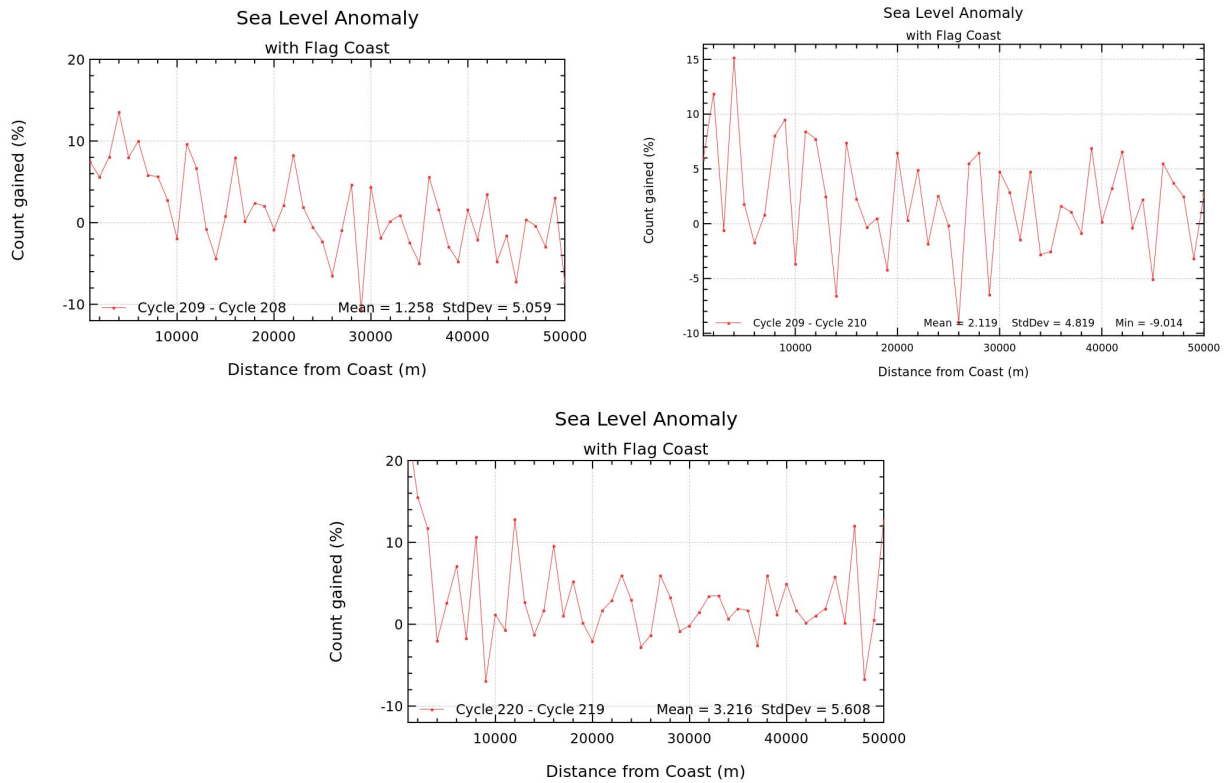 Sea Level Anomaly
with Flag Coast
20
10
0
-10
Count gained (%)
Cycle 209 - Cycle 208 Mean = 1.258 StdDev = 5.059
10000 20000 30000 40000 50000
Distance from Coast (m)
Sea Level Anomaly
with Flag Coast
15
10
5
0
-5
-10
Count gained (%)
Cycle 209 - Cycle 210 Mean = 2.119 StdDev = 4.819 Min = -9.014
10000 20000 30000 40000 50000
Distance from Coast (m)
Sea Level Anomaly
with Flag Coast
20
10
0
-10
Count gained (%)
Cycle 220 - Cycle 219 Mean = 3.216 StdDev = 5.608
10000 20000 30000 40000 50000
Distance from Coast (m)